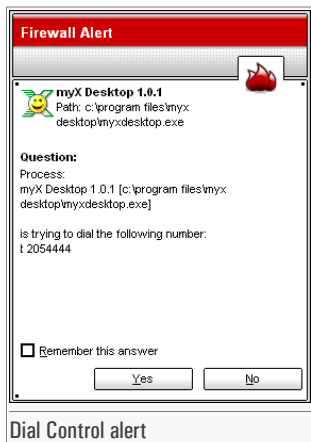 Firewall Alert
myX Desktop 1.0.1
Path: c:\program files\myx
desktop\myxdesktop.exe
Question:
Process:
myX Desktop 1.0.1 [c:\program files\myx
desktop\myxdesktop.exe]
is trying to dial the following number:
t 2054444
Remember this answer
Yes No
Dial Control alert